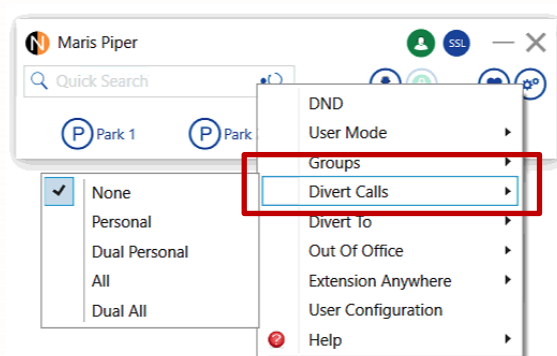 Maris Piper
SSL
Quick Search
P Park 1
P Park
DND
User Mode
Groups
Divert Calls
Divert To
Out Of Office
Extension Anywhere
User Configuration
Help
None
Personal
Dual Personal
All
Dual All